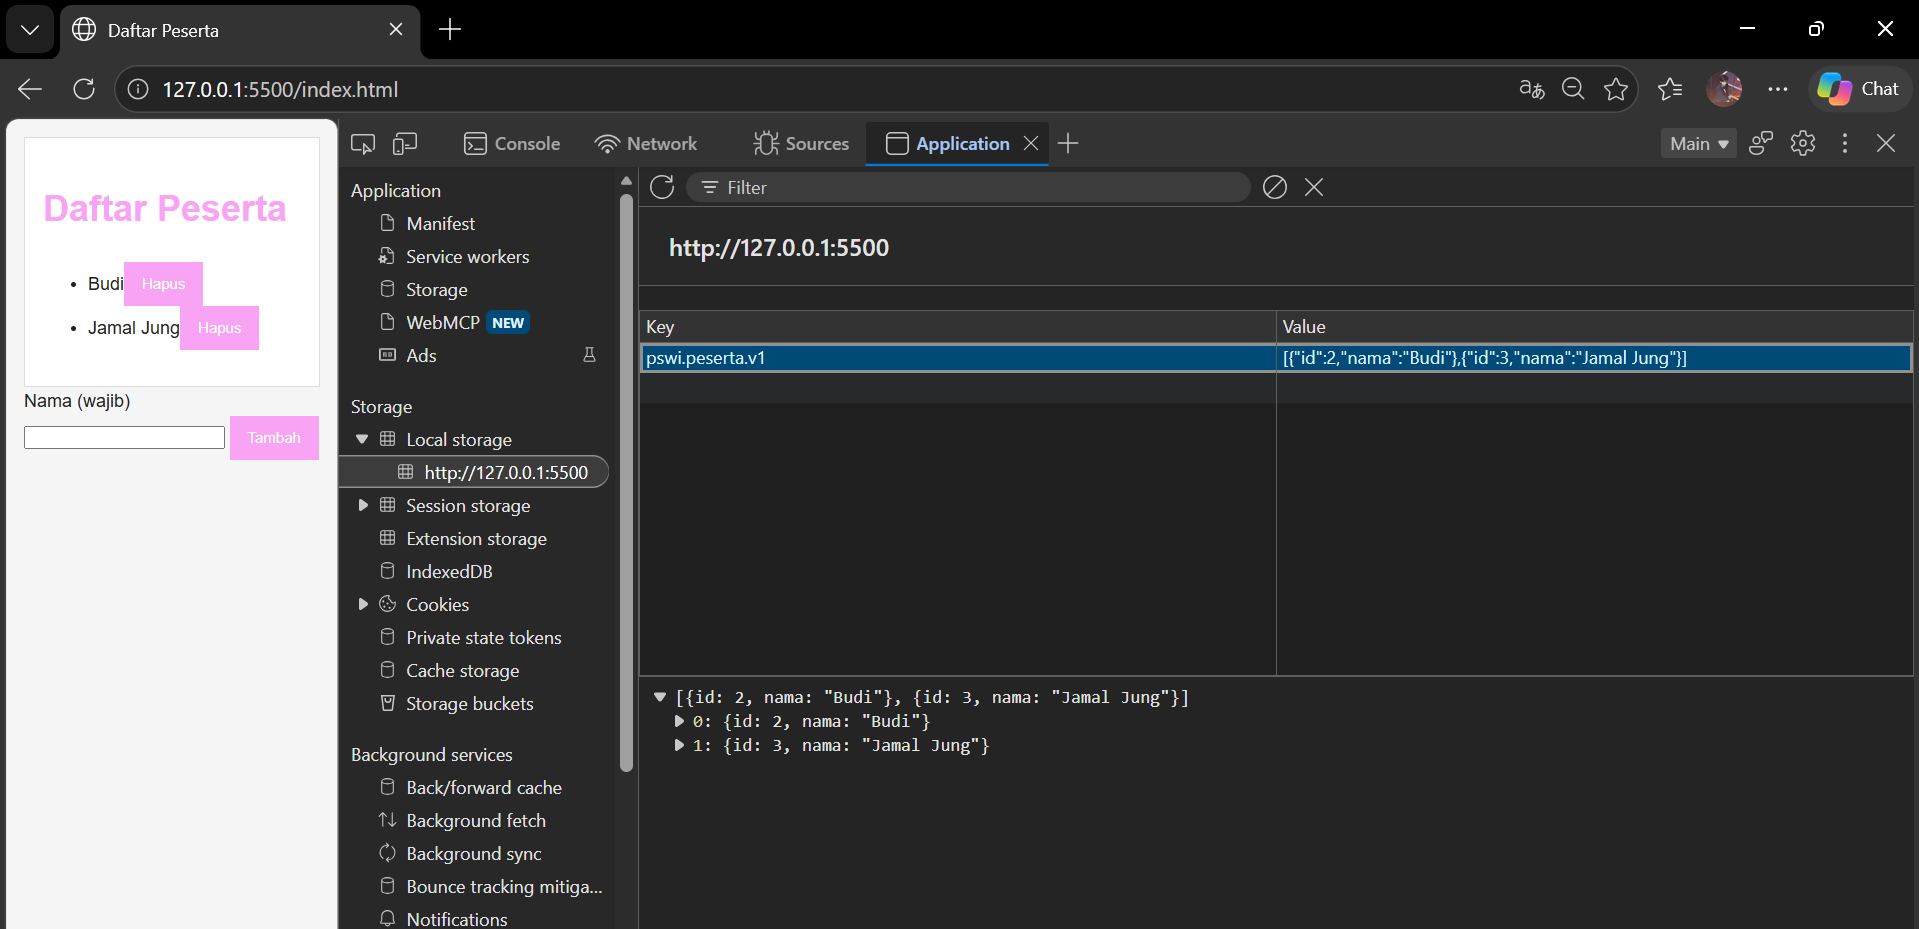 Daftar Peserta
127.0.0.1:5500/index.html
Chat
Daftar Peserta
Budi Hapus
Jamal Jung Hapus
Nama (wajib)
Tambah
Console Network Sources Application Main
Application
Manifest
Service workers
Storage
WebMCP NEW
Ads
Storage
Local storage
http://127.0.0.1:5500
Session storage
Extension storage
IndexedDB
Cookies
Private state tokens
Cache storage
Storage buckets
Background services
Back/forward cache
Background fetch
Background sync
Bounce tracking mitiga...
Notifications
Filter
http://127.0.0.1:5500
Key Value
pswi.peserta.v1 [{"id":2,"nama":"Budi"},{"id":3,"nama":"Jamal Jung"}]
[{id: 2, nama: "Budi"}, {id: 3, nama: "Jamal Jung"}]
0: {id: 2, nama: "Budi"}
1: {id: 3, nama: "Jamal Jung"}